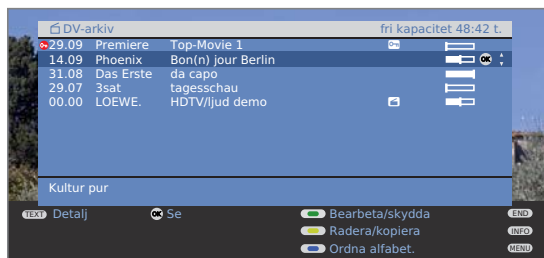 DV-arkiv fri kapacitet 48:42 t.
29.09 Premiere Top-Movie 1
14.09 Phoenix Bon(n) jour Berlin OK
31.08 Das Erste da capo
29.07 3sat tagesschau
00.00 LOEWE. HDTV/ljud demo
Kultur pur
TEXT Detalj OK Se Bearbeta/skydda END
Radera/kopiera INFO
Ordna alfabet. MENU